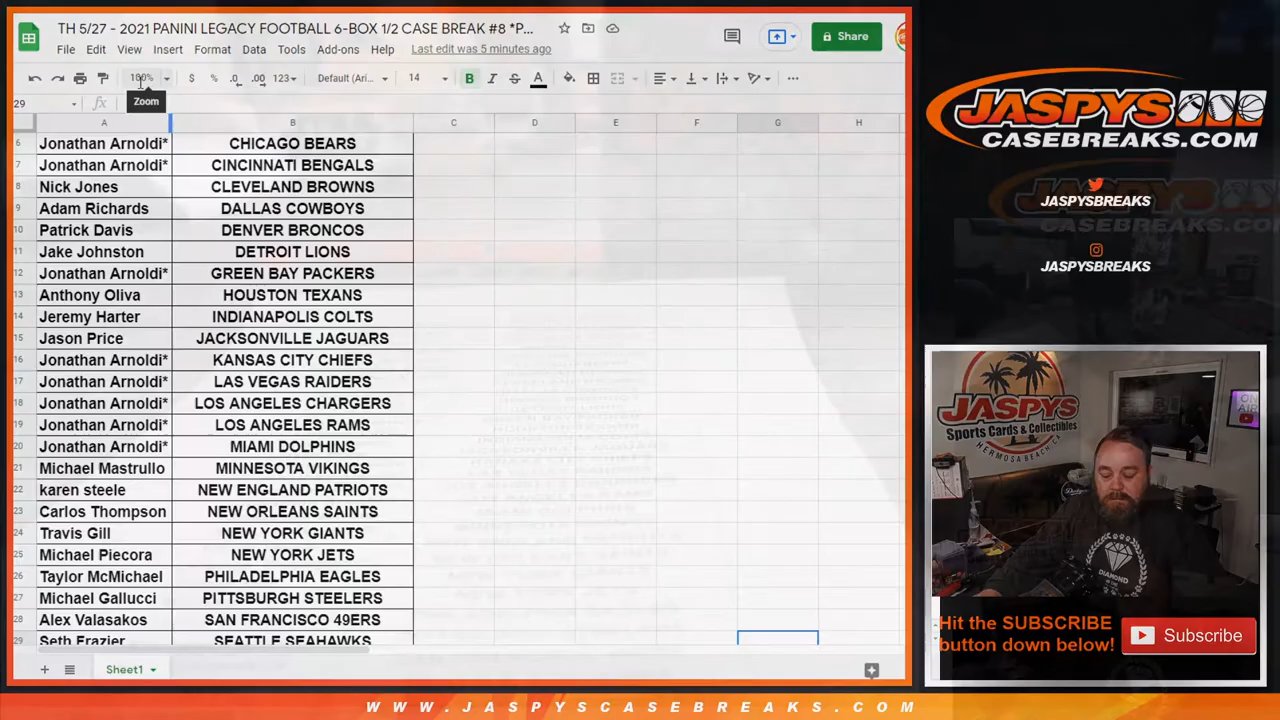 TH 5/27 - 2021 PANINI LEGACY FOOTBALL 6-BOX 1/2 CASE BREAK #8 *P...
File Edit View Insert Format Data Tools Add-ons Help Last edit was 5 minutes ago
Share
100% $ % .0 .00 123 Default (Ari... 14 B I S A
Zoom
29 fx
A B C D E F G H
6 Jonathan Arnoldi* CHICAGO BEARS
7 Jonathan Arnoldi* CINCINNATI BENGALS
8 Nick Jones CLEVELAND BROWNS
9 Adam Richards DALLAS COWBOYS
10 Patrick Davis DENVER BRONCOS
11 Jake Johnston DETROIT LIONS
12 Jonathan Arnoldi* GREEN BAY PACKERS
13 Anthony Oliva HOUSTON TEXANS
14 Jeremy Harter INDIANAPOLIS COLTS
15 Jason Price JACKSONVILLE JAGUARS
16 Jonathan Arnoldi* KANSAS CITY CHIEFS
17 Jonathan Arnoldi* LAS VEGAS RAIDERS
18 Jonathan Arnoldi* LOS ANGELES CHARGERS
19 Jonathan Arnoldi* LOS ANGELES RAMS
20 Jonathan Arnoldi* MIAMI DOLPHINS
21 Michael Mastrullo MINNESOTA VIKINGS
22 karen steele NEW ENGLAND PATRIOTS
23 Carlos Thompson NEW ORLEANS SAINTS
24 Travis Gill NEW YORK GIANTS
25 Michael Piecora NEW YORK JETS
26 Taylor McMichael PHILADELPHIA EAGLES
27 Michael Gallucci PITTSBURGH STEELERS
28 Alex Valasakos SAN FRANCISCO 49ERS
29 Seth Frazier SEATTLE SEAHAWKS
Sheet1
JASPYS
CASEBREAKS.COM
JASPYSBREAKS
JASPYSBREAKS
JASPYS
Sports Cards & Collectibles
HERMOSA BEACH, CA
ON
AIR
Dodgers
DIAMOND
Hit the SUBSCRIBE
button down below!
Subscribe
WWW.JASPYSCASEBREAKS.COM